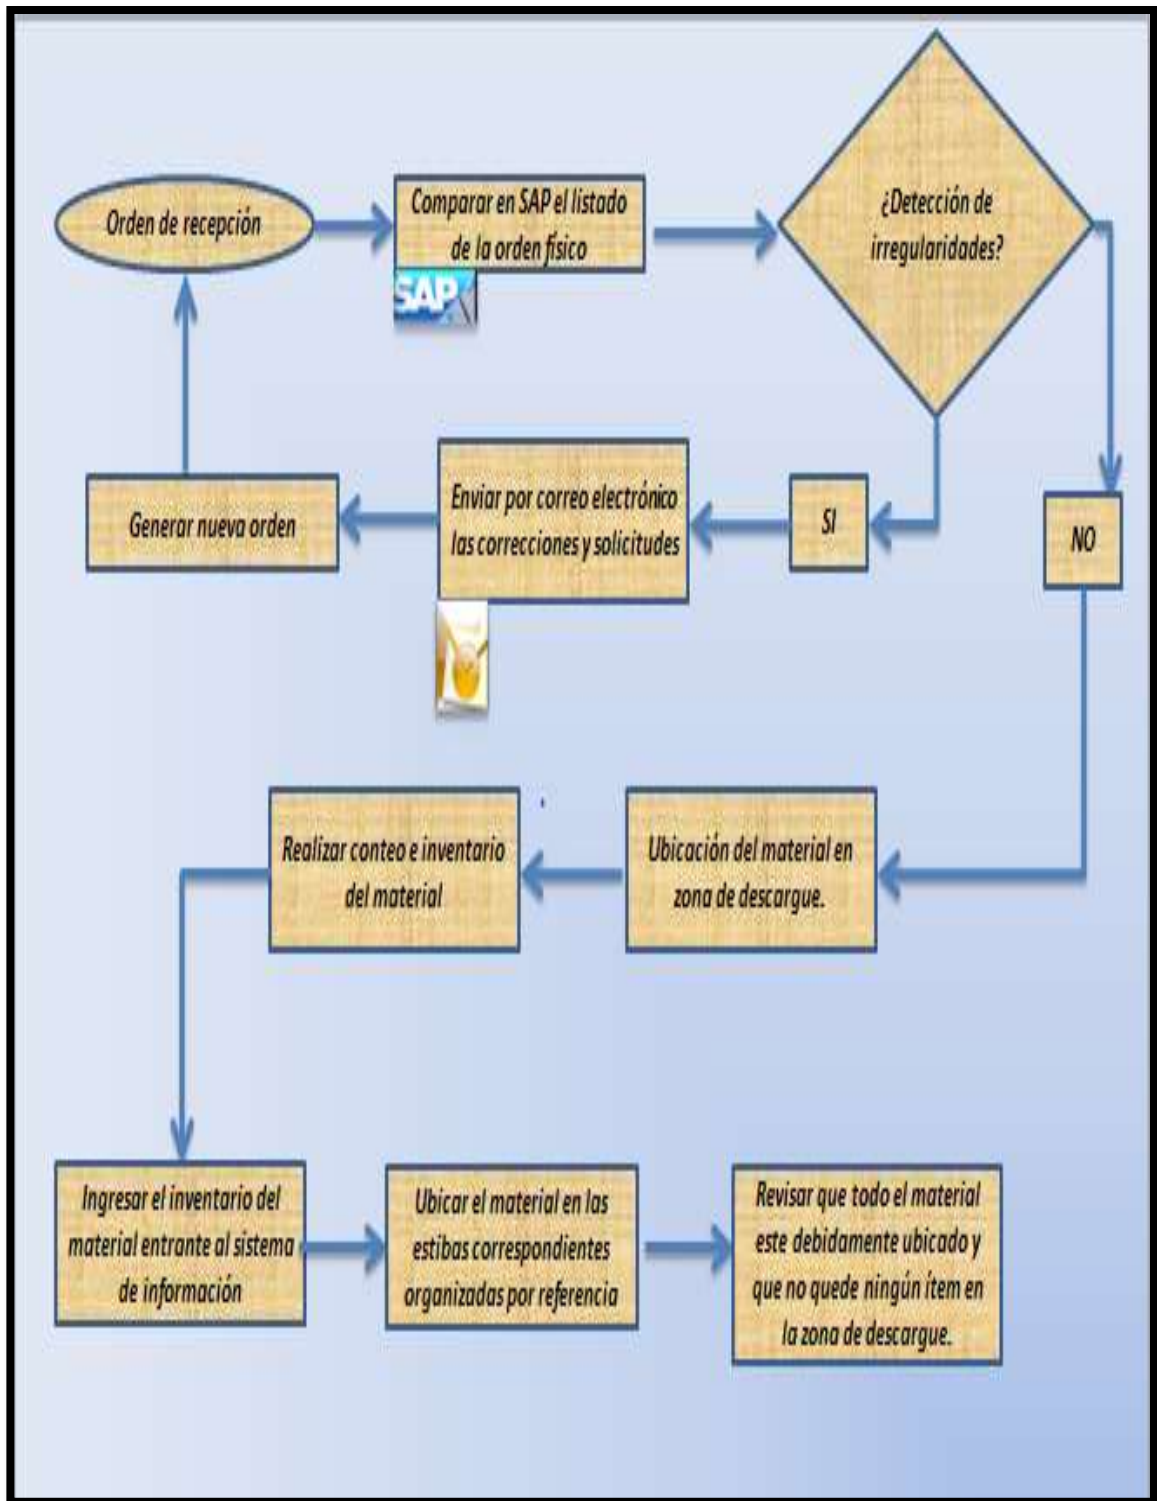 Orden de recepción
Comparar en SAP el listado
de la orden físico
SAP
¿Detección de
irregularidades?
Generar nueva orden
Enviar por correo electrónico
las correcciones y solicitudes
SI
NO
Realizar conteo e inventario
del material
Ubicación del material en
zona de descargue.
Ingresar el inventario del
material entrante al sistema
de información
Ubicar el material en las
estibas correspondientes
organizadas por referencia
Revisar que todo el material
este debidamente ubicado y
que no quede ningún ítem en
la zona de descargue.